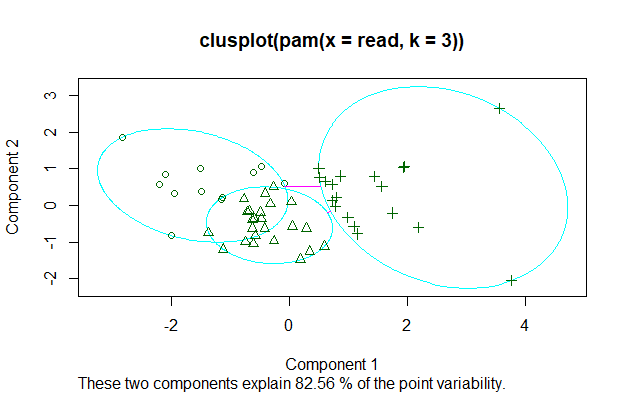 clusplot(pam(x = read, k = 3))
Component 2
3
2
1
0
-1
-2
-2
0
2
4
Component 1
These two components explain 82.56 % of the point variability.